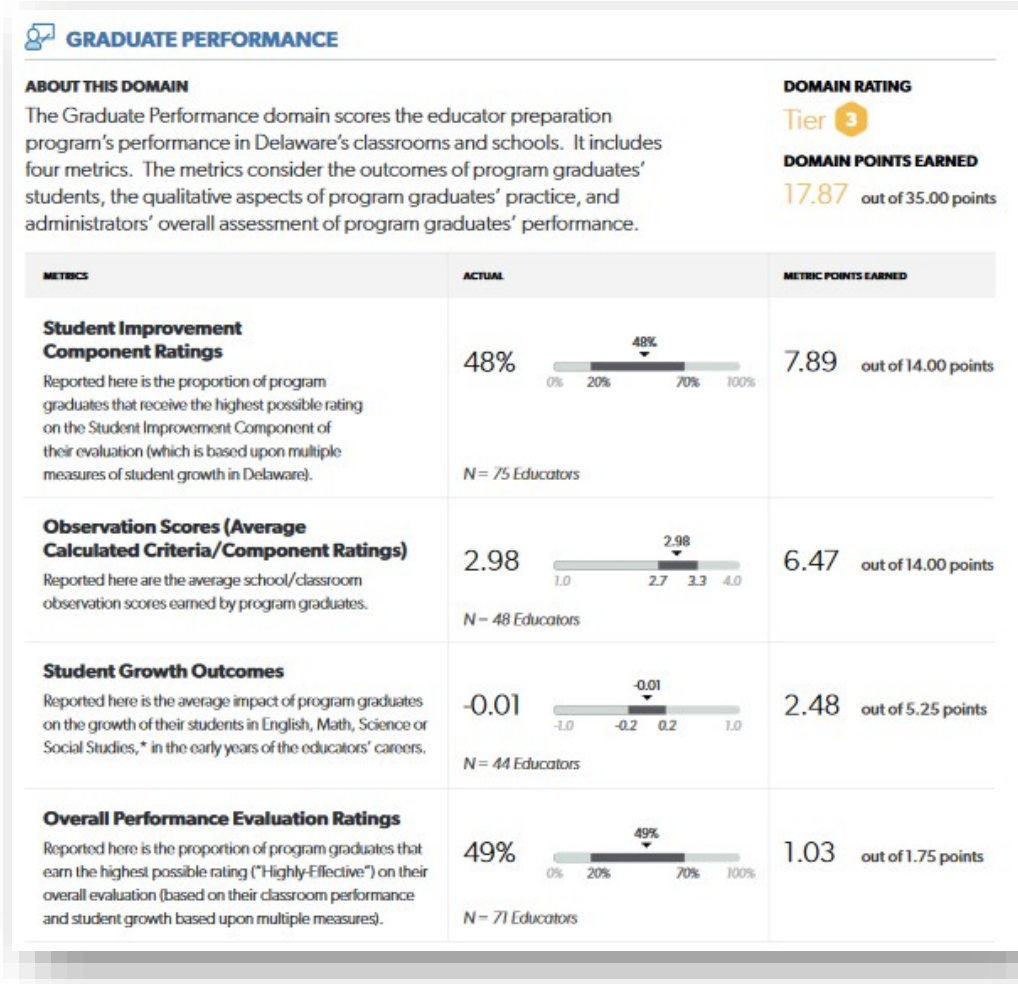 GRADUATE PERFORMANCE
ABOUT THIS DOMAIN
The Graduate Performance domain scores the educator preparation
program's performance in Delaware's classrooms and schools. It includes
four metrics. The metrics consider the outcomes of program graduates'
students, the qualitative aspects of program graduates' practice, and
administrators' overall assessment of program graduates' performance.
DOMAIN RATING
Tier 3
DOMAIN POINTS EARNED
17.87 out of 35.00 points
METRICS ACTUAL METRIC POINTS EARNED
Student Improvement
Component Ratings
Reported here is the proportion of program
graduates that receive the highest possible rating
on the Student Improvement Component of
their evaluation (which is based upon multiple
measures of student growth in Delaware).
48%
48%
0% 20% 70% 100%
N = 75 Educators
7.89 out of 14.00 points
Observation Scores (Average
Calculated Criteria/Component Ratings)
Reported here are the average school/classroom
observation scores earned by program graduates.
2.98
2.98
1.0 2.7 3.3 4.0
N = 48 Educators
6.47 out of 14.00 points
Student Growth Outcomes
Reported here is the average impact of program graduates
on the growth of their students in English, Math, Science or
Social Studies,* in the early years of the educators' careers.
-0.01
-0.01
-1.0 -0.2 0.2 1.0
N = 44 Educators
2.48 out of 5.25 points
Overall Performance Evaluation Ratings
Reported here is the proportion of program graduates that
earn the highest possible rating ("Highly-Effective") on their
overall evaluation (based on their classroom performance
and student growth based upon multiple measures).
49%
49%
0% 20% 70% 100%
N = 71 Educators
1.03 out of 1.75 points